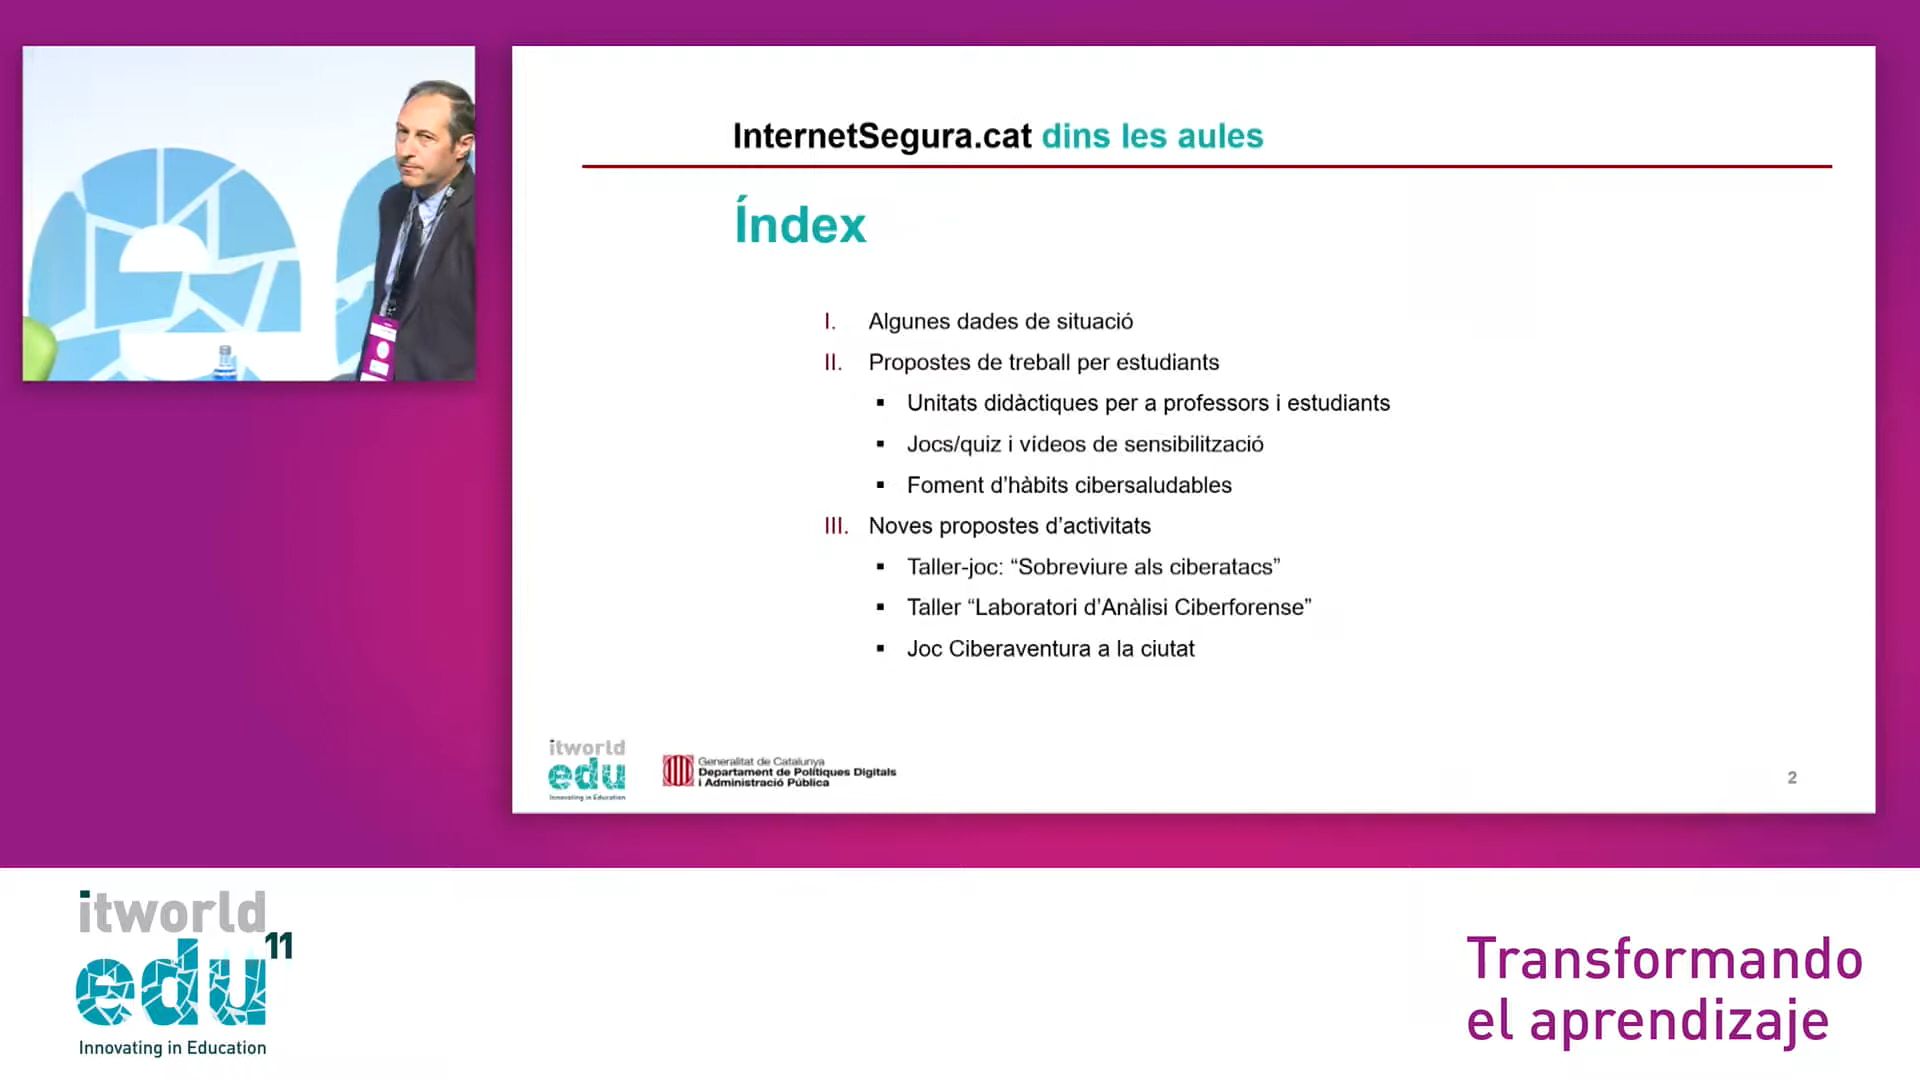 InternetSegura.cat dins les aules
Índex
I. Algunes dades de situació
II. Propostes de treball per estudiants
▪ Unitats didàctiques per a professors i estudiants
▪ Jocs/quiz i vídeos de sensibilització
▪ Foment d’hàbits cibersaludables
III. Noves propostes d’activitats
▪ Taller-joc: “Sobreviure als ciberatacs”
▪ Taller “Laboratori d’Anàlisi Ciberforense”
▪ Joc Ciberaventura a la ciutat
itworld
edu
Innovating in Education
Generalitat de Catalunya
Departament de Polítiques Digitals
i Administració Pública
2
itworld
edu 11
Innovating in Education
Transformando
el aprendizaje